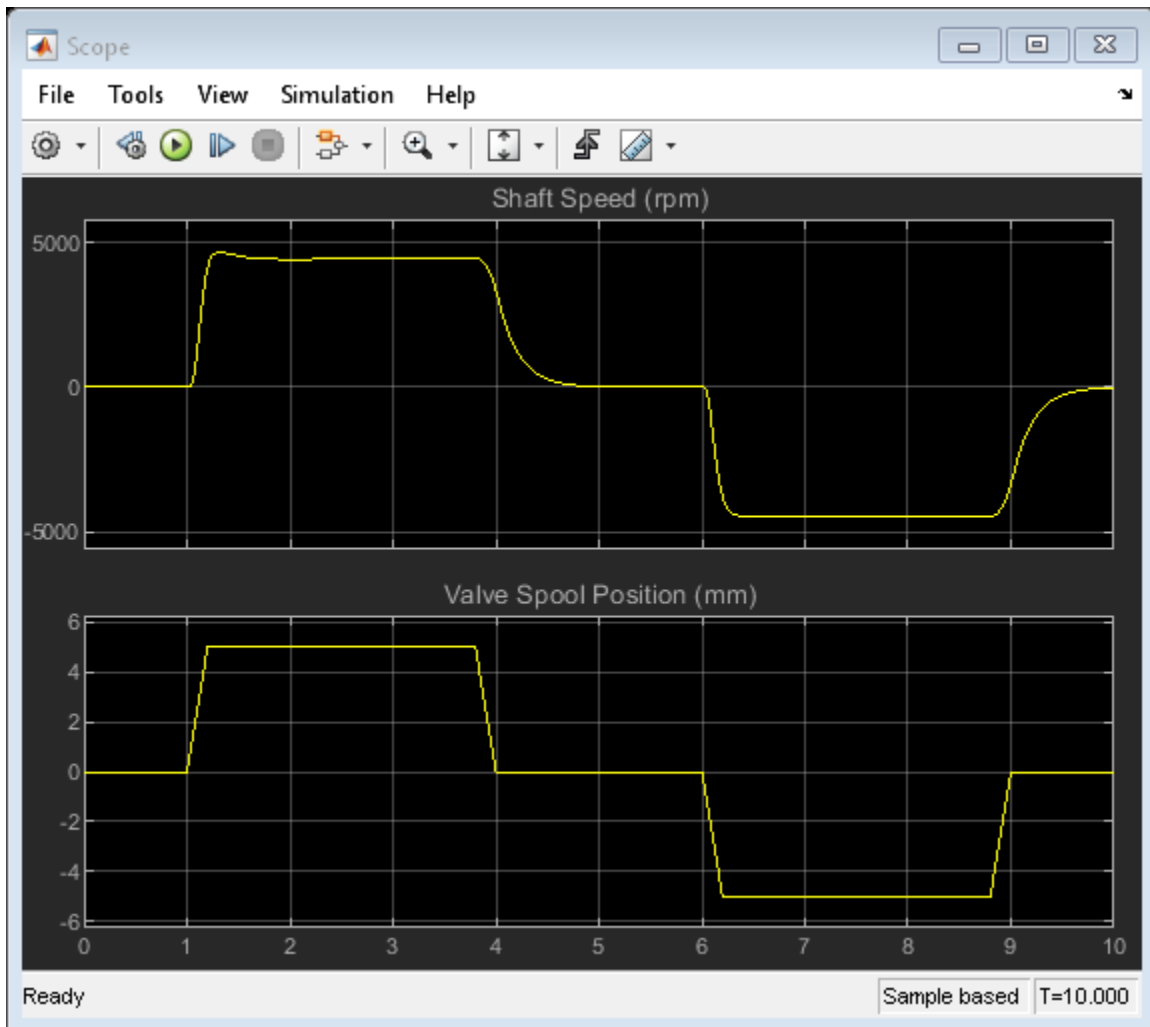 Scope
File Tools View Simulation Help
Shaft Speed (rpm)
5000
0
-5000
Valve Spool Position (mm)
6
4
2
0
-2
-4
-6
0 1 2 3 4 5 6 7 8 9 10
Ready Sample based T=10.000